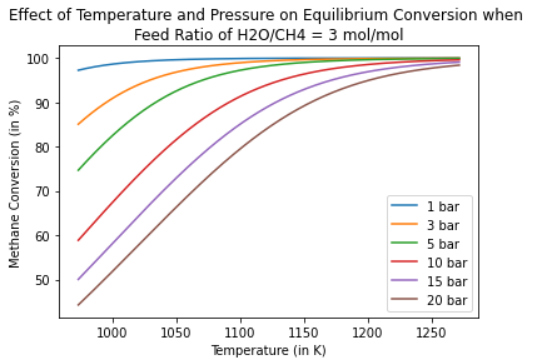 Effect of Temperature and Pressure on Equilibrium Conversion when
Feed Ratio of H2O/CH4 = 3 mol/mol
Methane Conversion (in %)
100
90
80
70
60
50
1 bar
3 bar
5 bar
10 bar
15 bar
20 bar
1000
1050
1100
1150
1200
1250
Temperature (in K)